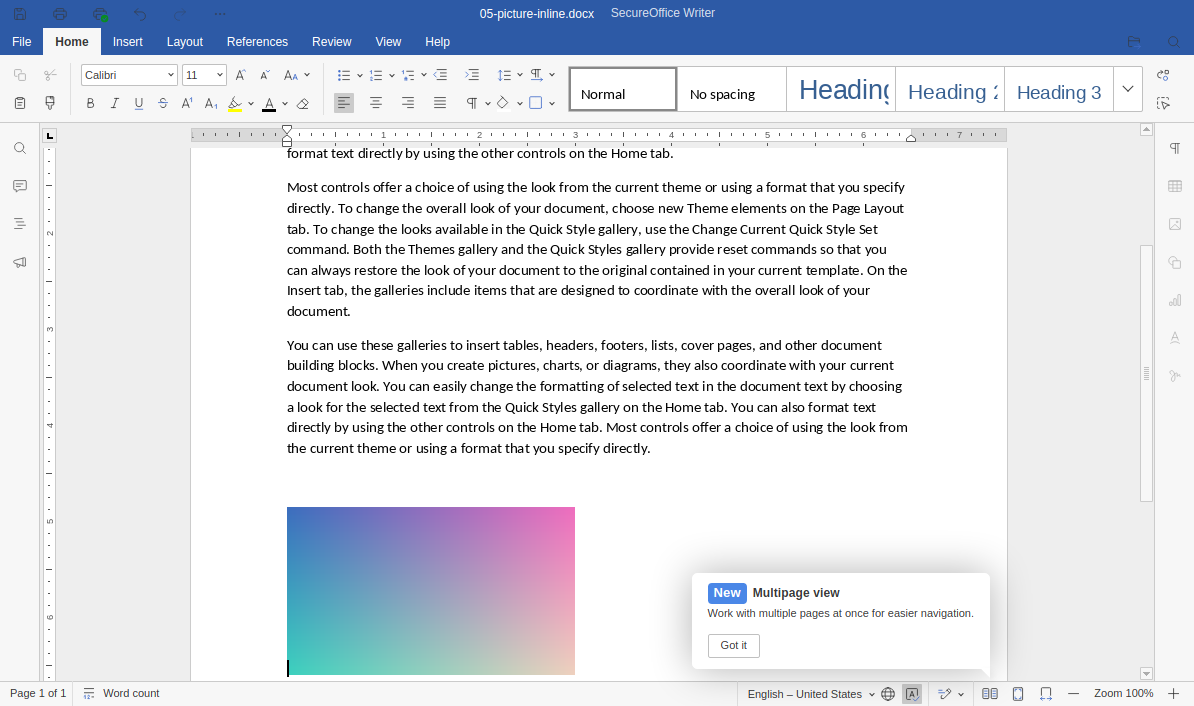 05-picture-inline.docx SecureOffice Writer
File Home Insert Layout References Review View Help
Calibri 11
Normal No spacing Heading Heading 2 Heading 3
1 2 3 4 5 6 7
format text directly by using the other controls on the Home tab.
Most controls offer a choice of using the look from the current theme or using a format that you specify
directly. To change the overall look of your document, choose new Theme elements on the Page Layout
tab. To change the looks available in the Quick Style gallery, use the Change Current Quick Style Set
command. Both the Themes gallery and the Quick Styles gallery provide reset commands so that you
can always restore the look of your document to the original contained in your current template. On the
Insert tab, the galleries include items that are designed to coordinate with the overall look of your
document.
You can use these galleries to insert tables, headers, footers, lists, cover pages, and other document
building blocks. When you create pictures, charts, or diagrams, they also coordinate with your current
document look. You can easily change the formatting of selected text in the document text by choosing
a look for the selected text from the Quick Styles gallery on the Home tab. You can also format text
directly by using the other controls on the Home tab. Most controls offer a choice of using the look from
the current theme or using a format that you specify directly.
2
3
4
5
6
New Multipage view
Work with multiple pages at once for easier navigation.
Got it
Page 1 of 1 Word count English – United States Zoom 100%